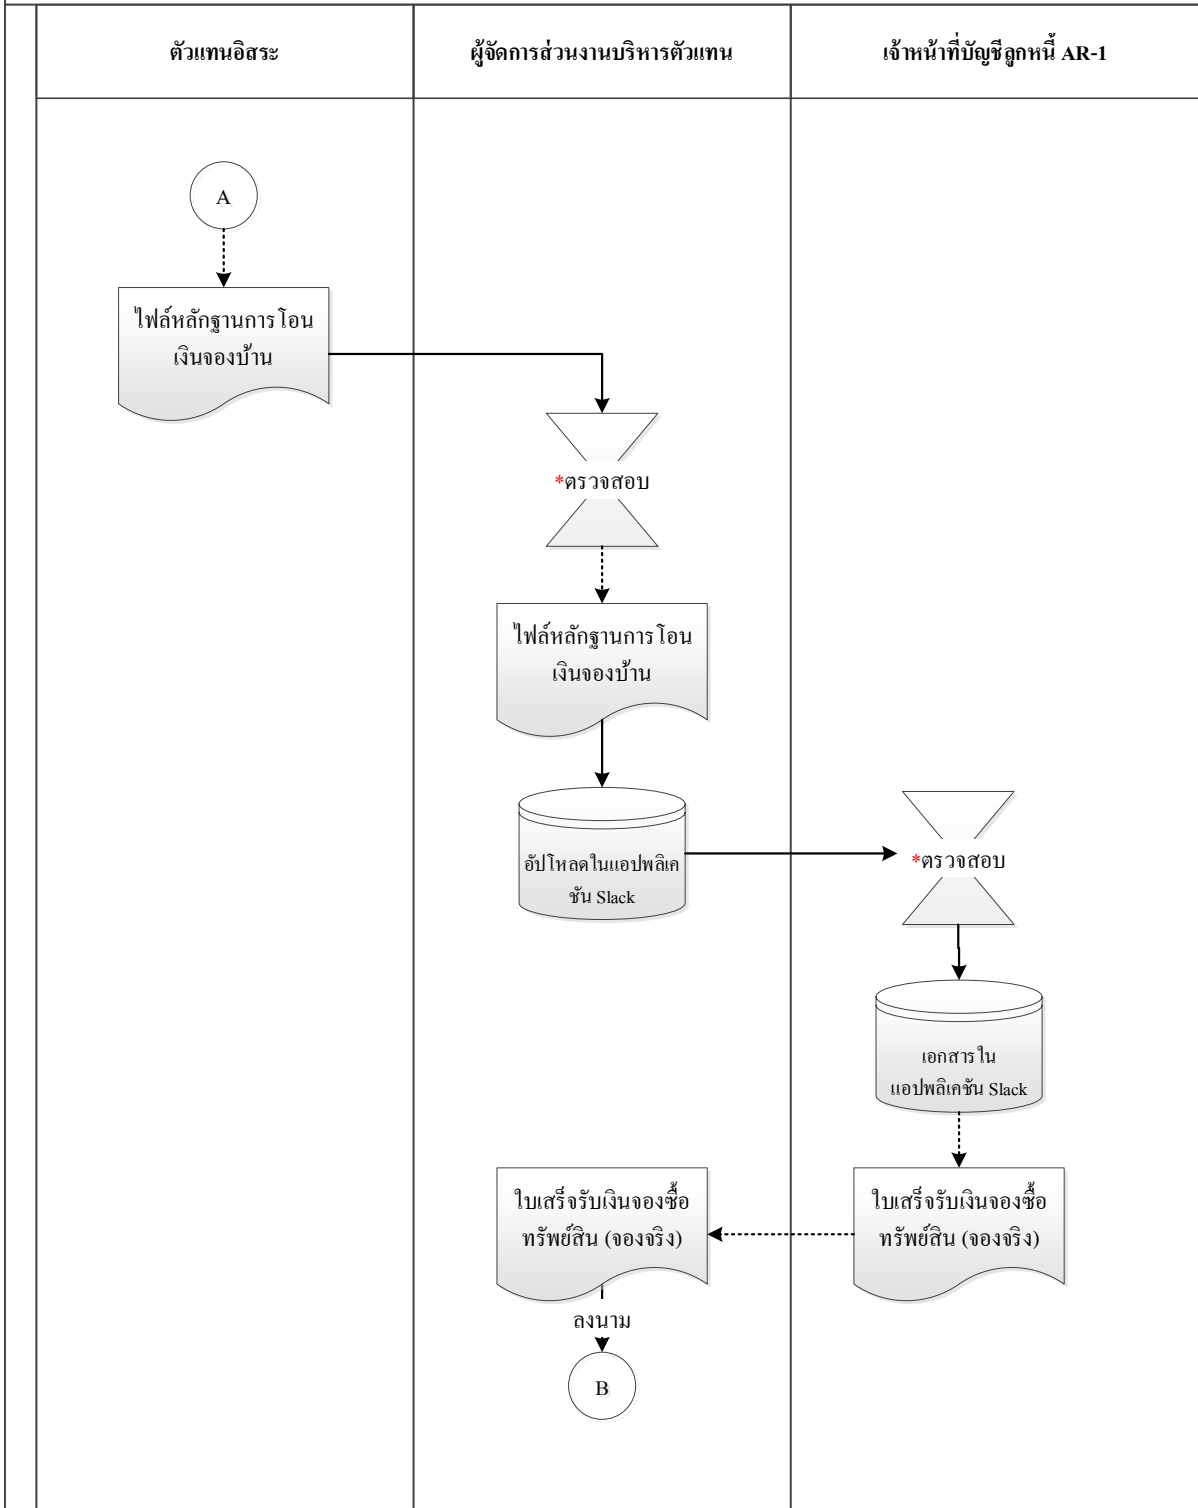 ตัวแทนอิสระ
ผู้จัดการส่วนงานบริหารตัวแทน
เจ้าหน้าที่บัญชีลูกหนี้ AR-1
A
ไฟล์หลักฐานการโอน
เงินจองบ้าน
*ตรวจสอบ
ไฟล์หลักฐานการโอน
เงินจองบ้าน
อัปโหลดในแอปพลิเค
ชัน Slack
*ตรวจสอบ
เอกสารใน
แอปพลิเคชัน Slack
ใบเสร็จรับเงินจองซื้อ
ทรัพย์สิน (จองจริง)
ใบเสร็จรับเงินจองซื้อ
ทรัพย์สิน (จองจริง)
ลงนาม
B